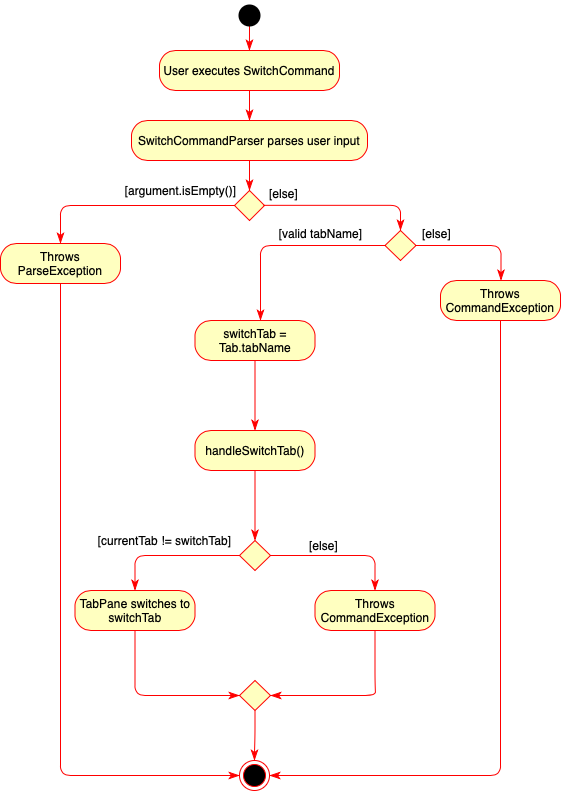 User executes SwitchCommand
SwitchCommandParser parses user input
[argument.isEmpty()]
[else]
[valid tabName]
[else]
Throws
ParseException
Throws
CommandException
switchTab =
Tab.tabName
handleSwitchTab()
[currentTab != switchTab]
[else]
TabPane switches to
switchTab
Throws
CommandException